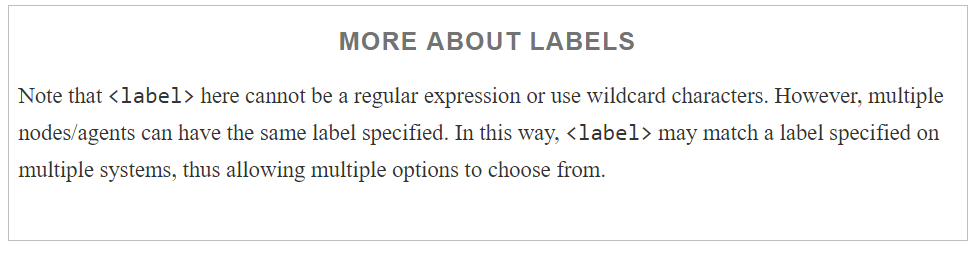 MORE ABOUT LABELS
Note that <label> here cannot be a regular expression or use wildcard characters. However, multiple
nodes/agents can have the same label specified. In this way, <label> may match a label specified on
multiple systems, thus allowing multiple options to choose from.